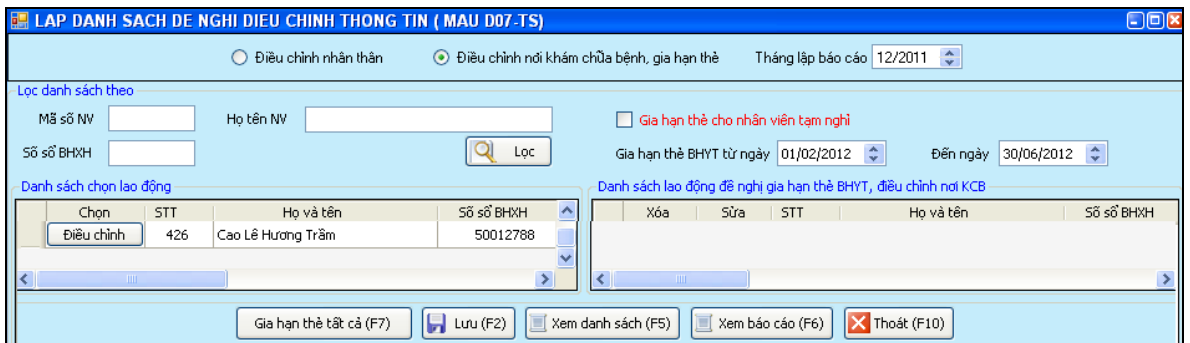 LAP DANH SACH DE NGHI DIEU CHINH THONG TIN ( MAU D07-TS)
Điều chỉnh nhân thân Điều chỉnh nơi khám chữa bệnh, gia hạn thẻ Tháng lập báo cáo 12/2011
Lọc danh sách theo
Mã số NV Họ tên NV Gia hạn thẻ cho nhân viên tạm nghỉ
Số sổ BHXH Lọc Gia hạn thẻ BHYT từ ngày 01/02/2012 Đến ngày 30/06/2012
Danh sách chọn lao động Danh sách lao động đề nghị gia hạn thẻ BHYT, điều chỉnh nơi KCB
Chọn STT Họ và tên Số sổ BHXH Xóa Sửa STT Họ và tên Số sổ BHXH
Điều chỉnh 426 Cao Lê Hương Trầm 50012788
Gia hạn thẻ tất cả (F7) Lưu (F2) Xem danh sách (F5) Xem báo cáo (F6) Thoát (F10)